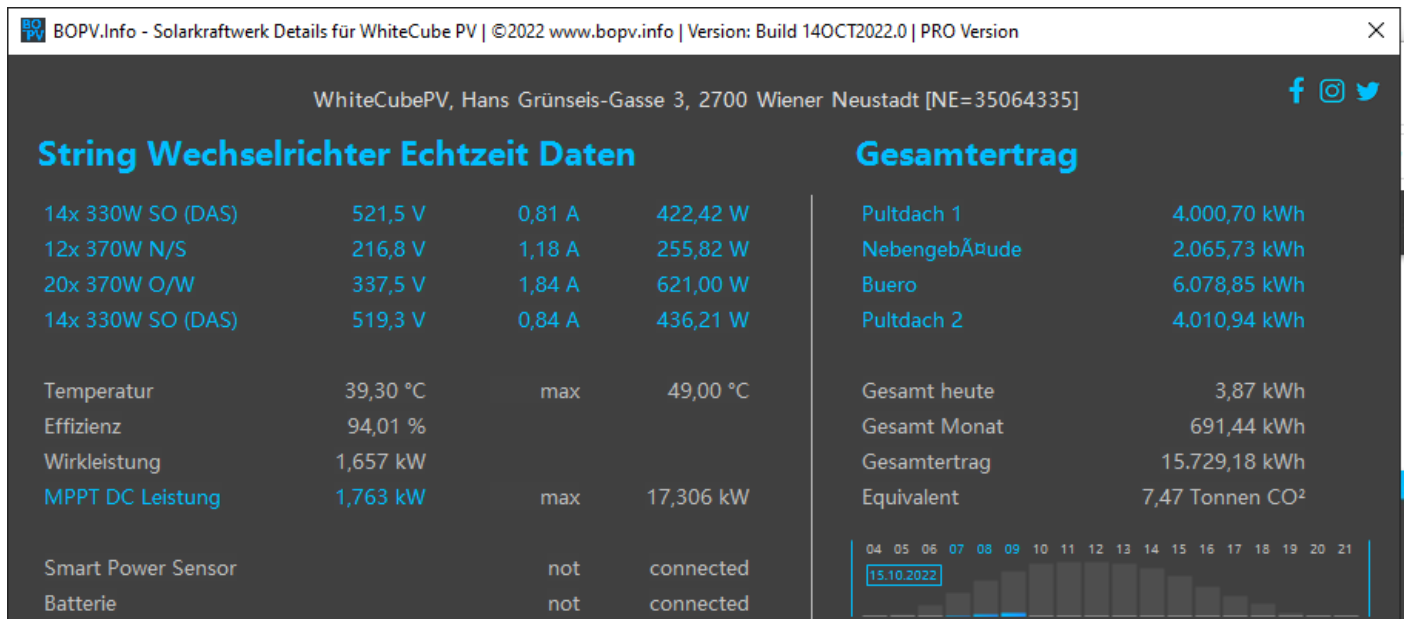 BO
PV
BOPV.Info - Solarkraftwerk Details für WhiteCube PV | ©2022 www.bopv.info | Version: Build 14OCT2022.0 | PRO Version
WhiteCubePV, Hans Grünseis-Gasse 3, 2700 Wiener Neustadt [NE=35064335]
String Wechselrichter Echtzeit Daten
14x 330W SO (DAS) 521,5 V 0,81 A 422,42 W
12x 370W N/S 216,8 V 1,18 A 255,82 W
20x 370W O/W 337,5 V 1,84 A 621,00 W
14x 330W SO (DAS) 519,3 V 0,84 A 436,21 W
Temperatur 39,30 °C max 49,00 °C
Effizienz 94,01 %
Wirkleistung 1,657 kW
MPPT DC Leistung 1,763 kW max 17,306 kW
Smart Power Sensor not connected
Batterie not connected
Gesamtertrag
Pultdach 1 4.000,70 kWh
NebengebÃ¤ude 2.065,73 kWh
Buero 6.078,85 kWh
Pultdach 2 4.010,94 kWh
Gesamt heute 3,87 kWh
Gesamt Monat 691,44 kWh
Gesamtertrag 15.729,18 kWh
Equivalent 7,47 Tonnen CO²
04 05 06 07 08 09 10 11 12 13 14 15 16 17 18 19 20 21
15.10.2022